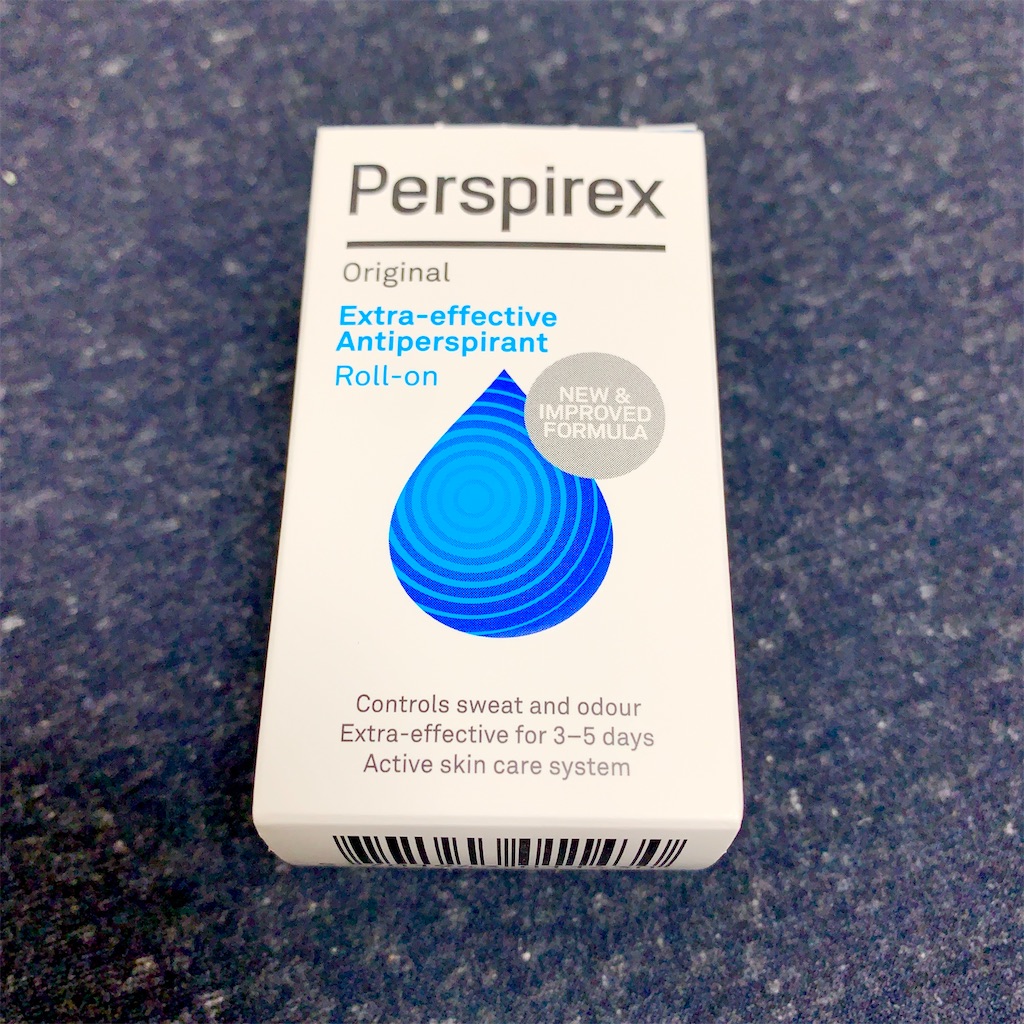 Perspirex
Original
Extra-effective
Antiperspirant
Roll-on
NEW &
IMPROVED
FORMULA
Controls sweat and odour
Extra-effective for 3–5 days
Active skin care system